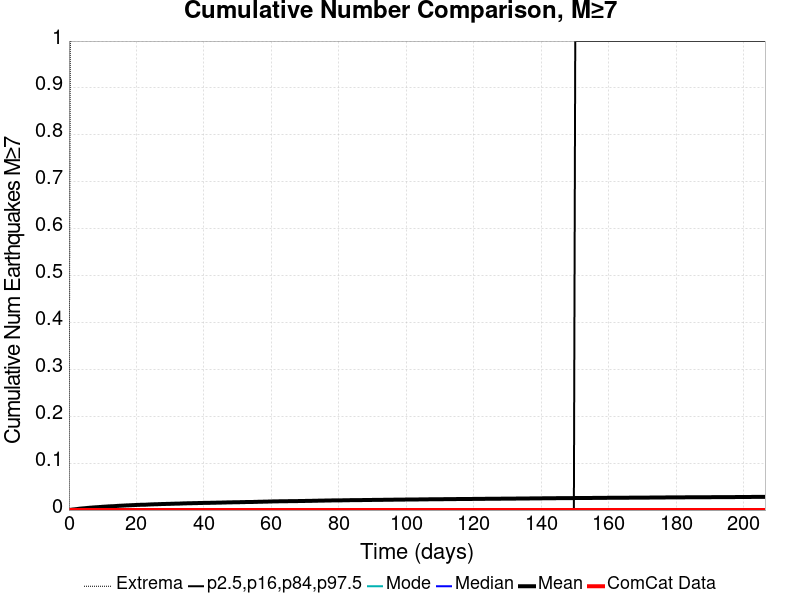 Cumulative Number Comparison, M≥7
Cumulative Num Earthquakes M≥7
1
0.9
0.8
0.7
0.6
0.5
0.4
0.3
0.2
0.1
0
0 20 40 60 80 100 120 140 160 180 200
Time (days)
Extrema p2.5,p16,p84,p97.5 Mode Median Mean ComCat Data